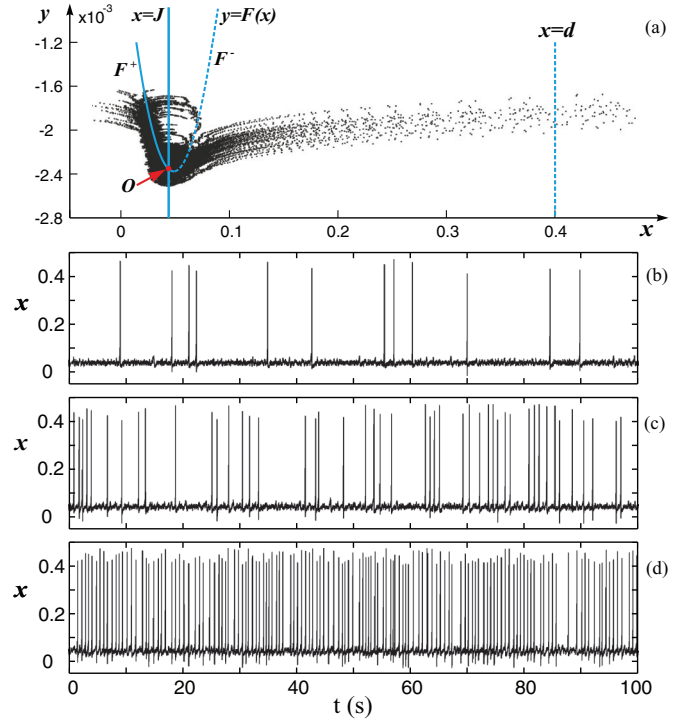 y ×10⁻³ x=J y=F(x) (a)
x=d
-1.2
F⁺ F⁻
-1.6
-2
-2.4
O
-2.8
0 0.1 0.2 0.3 0.4 x
(b)
0.4
x 0.2
0
(c)
0.4
x 0.2
0
(d)
0.4
x 0.2
0
0 20 40 60 80 100
t (s)